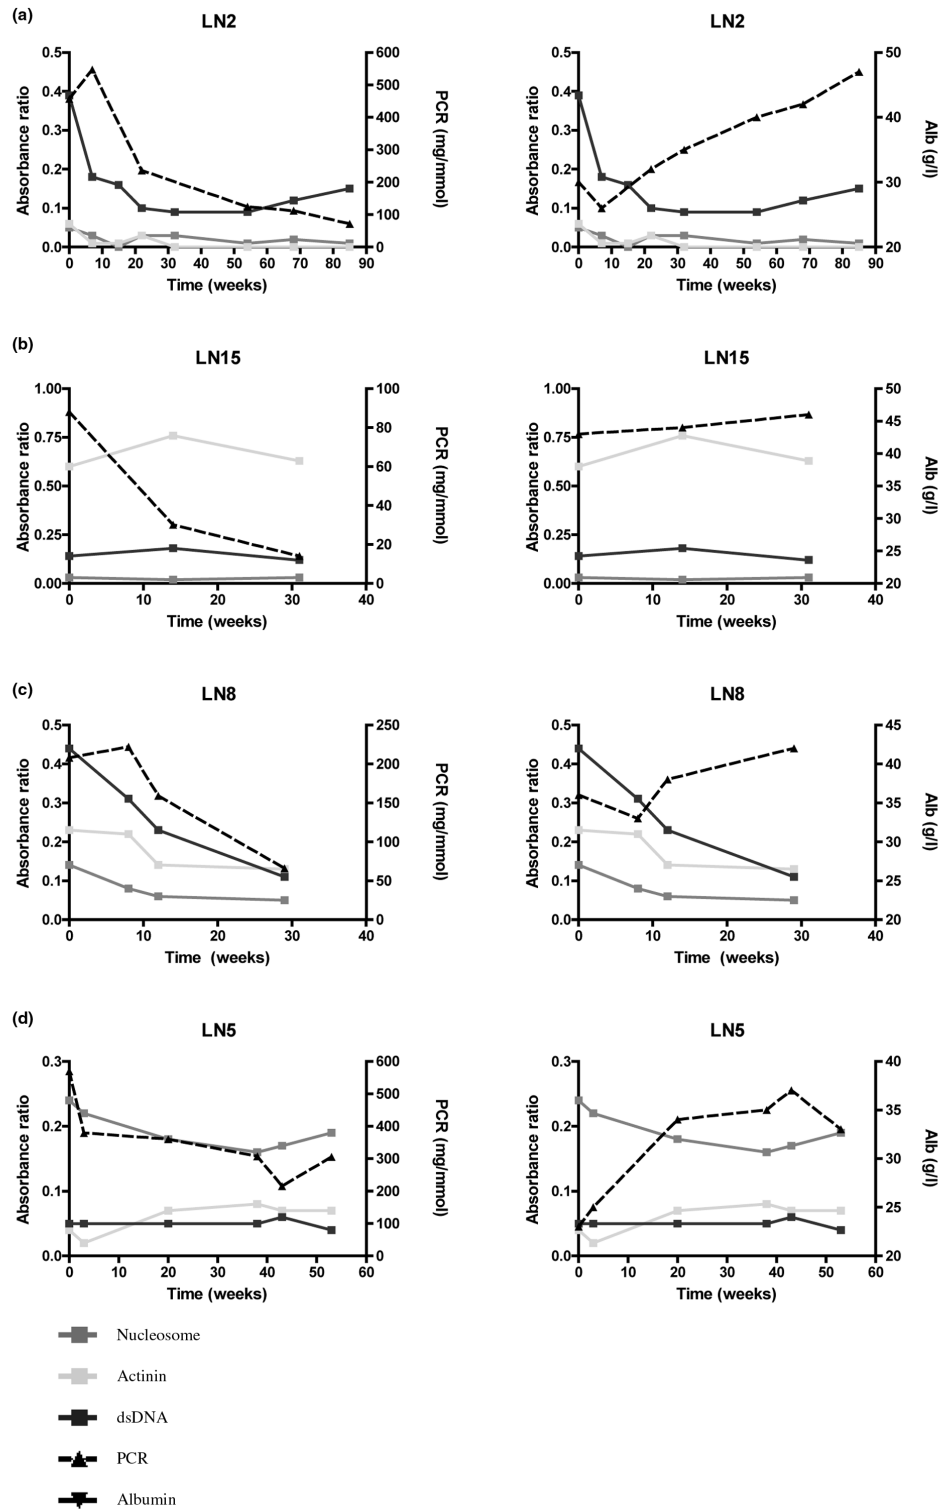 (a)
LN2
LN2
0.5
0.4
0.3
0.2
0.1
0.0
Absorbance ratio
600
500
400
300
200
100
0
PCR (mg/mmol)
0 10 20 30 40 50 60 70 80 90
Time (weeks)
0.5
0.4
0.3
0.2
0.1
0.0
Absorbance ratio
50
40
30
20
Alb (g/l)
0 10 20 30 40 50 60 70 80 90
Time (weeks)
(b)
LN15
LN15
1.00
0.75
0.50
0.25
0.00
Absorbance ratio
100
80
60
40
20
0
PCR (mg/mmol)
0 10 20 30 40
Time (weeks)
1.00
0.75
0.50
0.25
0.00
Absorbance ratio
50
45
40
35
30
25
20
Alb (g/l)
0 10 20 30 40
Time (weeks)
(c)
LN8
LN8
0.5
0.4
0.3
0.2
0.1
0.0
Absorbance ratio
250
200
150
100
50
0
PCR (mg/mmol)
0 10 20 30 40
Time (weeks)
0.5
0.4
0.3
0.2
0.1
0.0
Absorbance ratio
45
40
35
30
25
20
Alb (g/l)
0 10 20 30 40
Time (weeks)
(d)
LN5
LN5
0.3
0.2
0.1
0.0
Absorbance ratio
600
500
400
300
200
100
0
PCR (mg/mmol)
0 10 20 30 40 50 60
Time (weeks)
0.3
0.2
0.1
0.0
Absorbance ratio
40
35
30
25
20
Alb (g/l)
0 10 20 30 40 50 60
Time (weeks)
Nucleosome
Actinin
dsDNA
PCR
Albumin